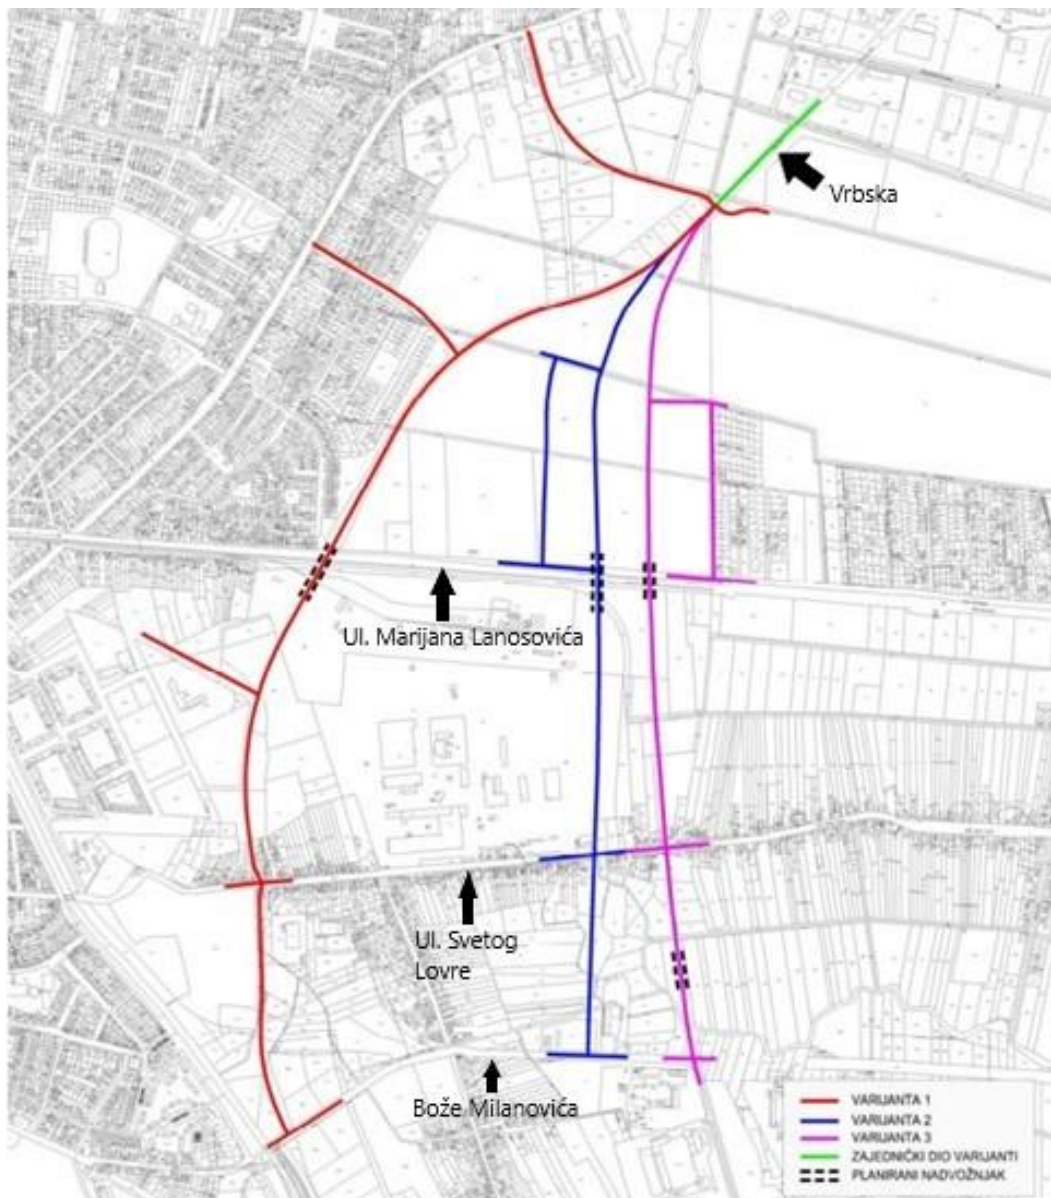 Vrbska
Ul. Marijana Lanosovića
Ul. Svetog
Lovre
Bože Milanovića
VARIJANTA 1
VARIJANTA 2
VARIJANTA 3
ZAJEDNIČKI DIO VARIJANTI
PLANIRANI NADVOŽNJAK